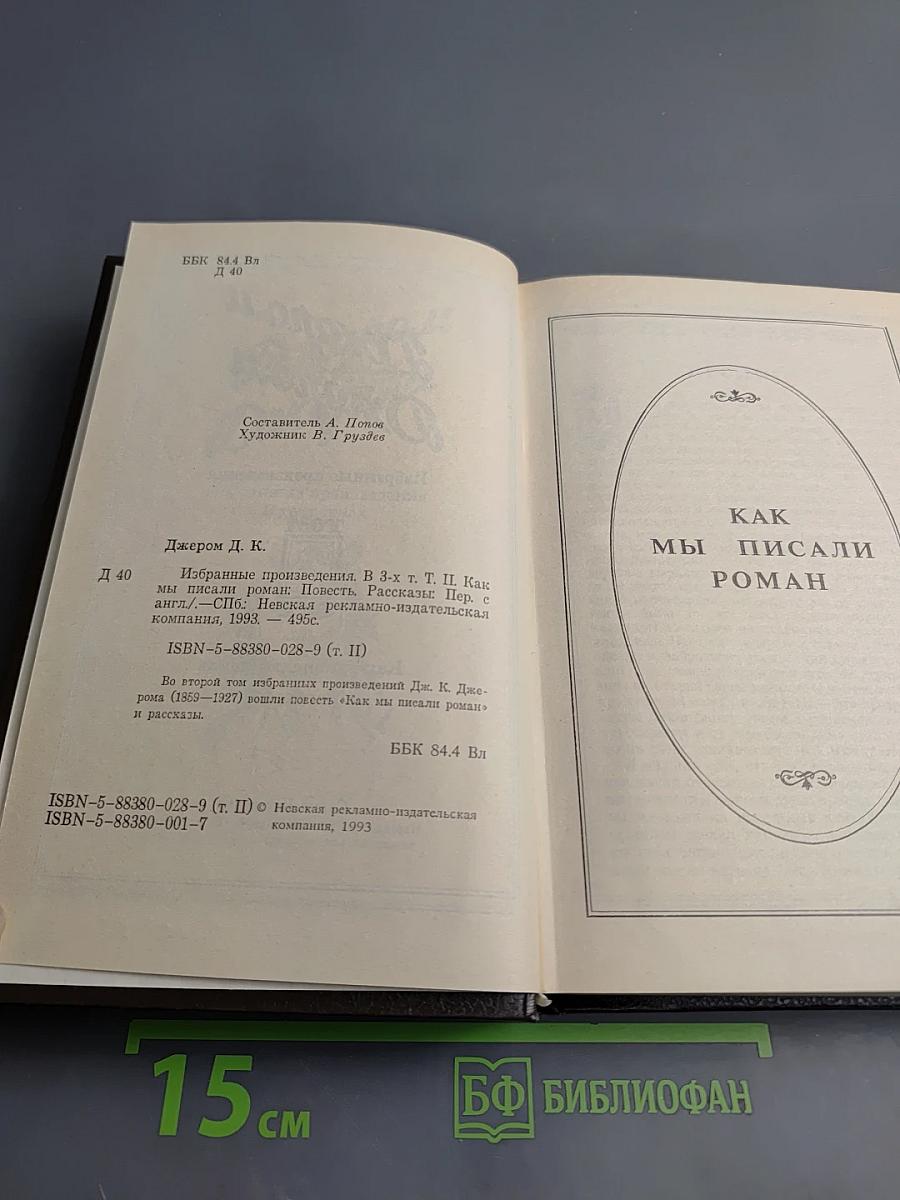 ББК 84.4 Вл
Д 40
Составитель А. Попов
Художник В. Груздев
Джером Д. К.
Д 40 Избранные произведения. В 3-х т. Т. II. Как
мы писали роман: Повесть. Рассказы: Пер. с
англ./.—СПб.: Невская рекламно-издательская
компания, 1993. — 495с.
ISBN–5–88380–028–9 (т. II)
Во втором том избранных произведений Дж. К. Дже-
рома (1859—1927) вошли повесть «Как мы писали роман»
и рассказы.
ББК 84.4 Вл
ISBN–5–88380–028–9 (т. II) © Невская рекламно-издательская
ISBN–5–88380–001–7 компания, 1993
КАК
МЫ ПИСАЛИ
РОМАН
15 см
БФ БИБЛИОФАН